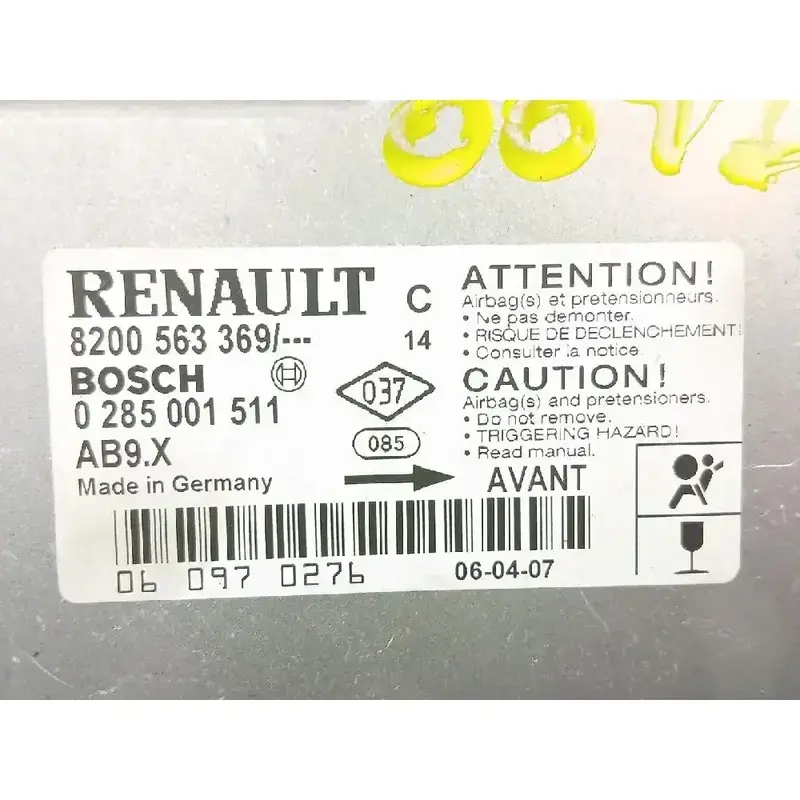 RENAULT C
8200 563 369/--- 14
BOSCH
0 285 001 511
AB9.X
Made in Germany
037
085
AVANT
ATTENTION!
Airbag(s) et pretensionneurs.
• Ne pas demonter.
• RISQUE DE DECLENCHEMENT!
• Consulter la notice.
CAUTION!
Airbag(s) and pretensioners.
• Do not remove.
• TRIGGERING HAZARD!
• Read manual.
06 097 0276
06-04-07